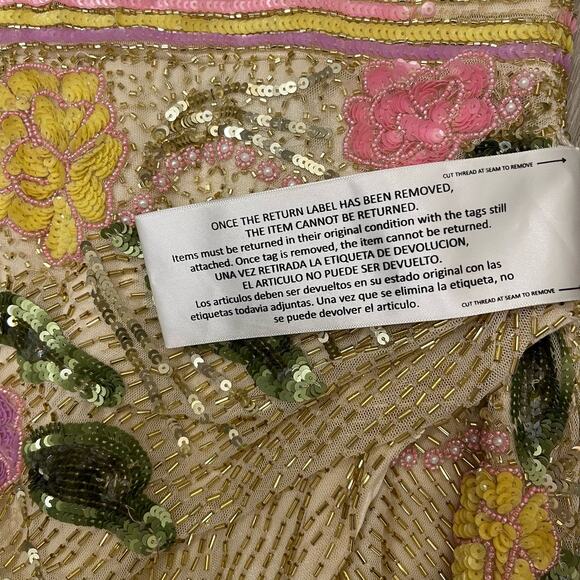 CUT THREAD AT SEAM TO REMOVE
ONCE THE RETURN LABEL HAS BEEN REMOVED,
THE ITEM CANNOT BE RETURNED.
Items must be returned in their original condition with the tags still
attached. Once tag is removed, the item cannot be returned.
UNA VEZ RETIRADA LA ETIQUETA DE DEVOLUCION,
EL ARTICULO NO PUEDE SER DEVUELTO.
Los articulos deben ser devueltos en su estado original con las
etiquetas todavia adjuntas. Una vez que se elimina la etiqueta, no
se puede devolver el articulo.
CUT THREAD AT SEAM TO REMOVE